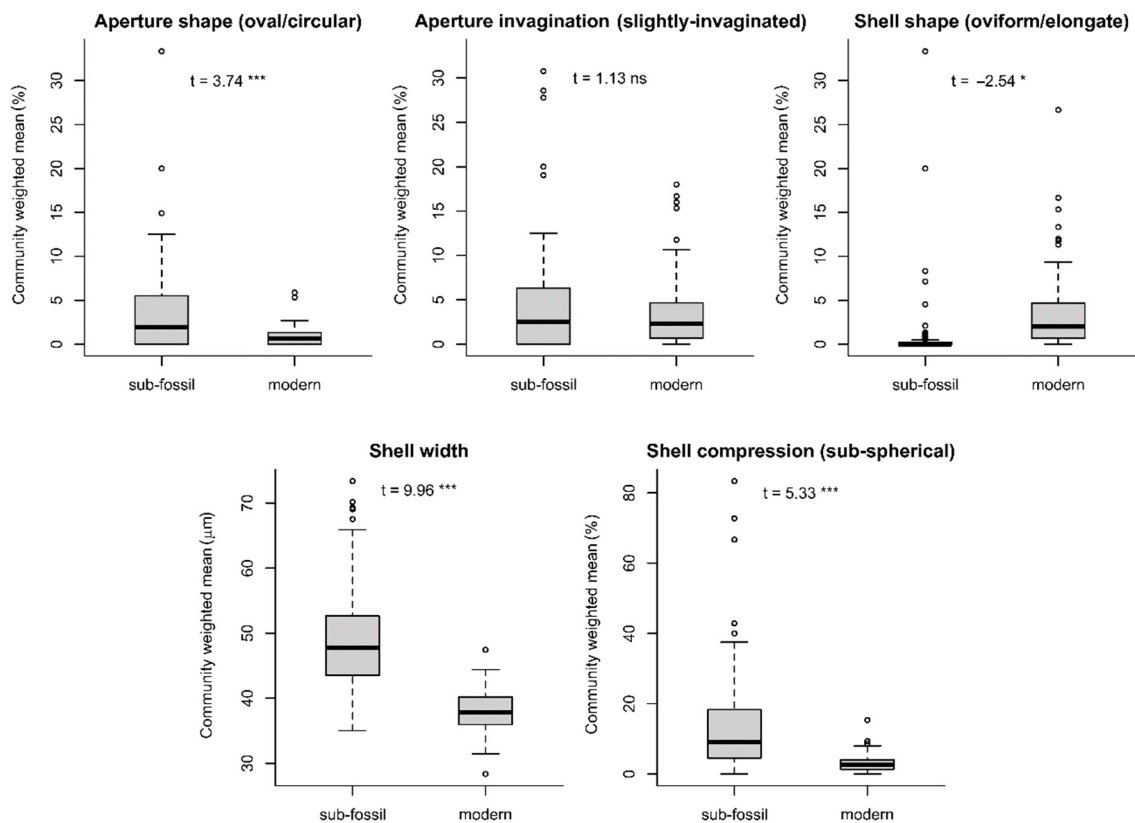 Aperture shape (oval/circular)
Aperture invagination (slightly-invaginated)
Shell shape (oviform/elongate)
Community weighted mean (%)
0 5 10 15 20 25 30
t = 3.74 ***
sub-fossil modern
Community weighted mean (%)
0 5 10 15 20 25 30
t = 1.13 ns
sub-fossil modern
Community weighted mean (%)
0 5 10 15 20 25 30
t = −2.54 *
sub-fossil modern
Shell width
Shell compression (sub-spherical)
Community weighted mean (μm)
30 40 50 60 70
t = 9.96 ***
sub-fossil modern
Community weighted mean (%)
0 20 40 60 80
t = 5.33 ***
sub-fossil modern